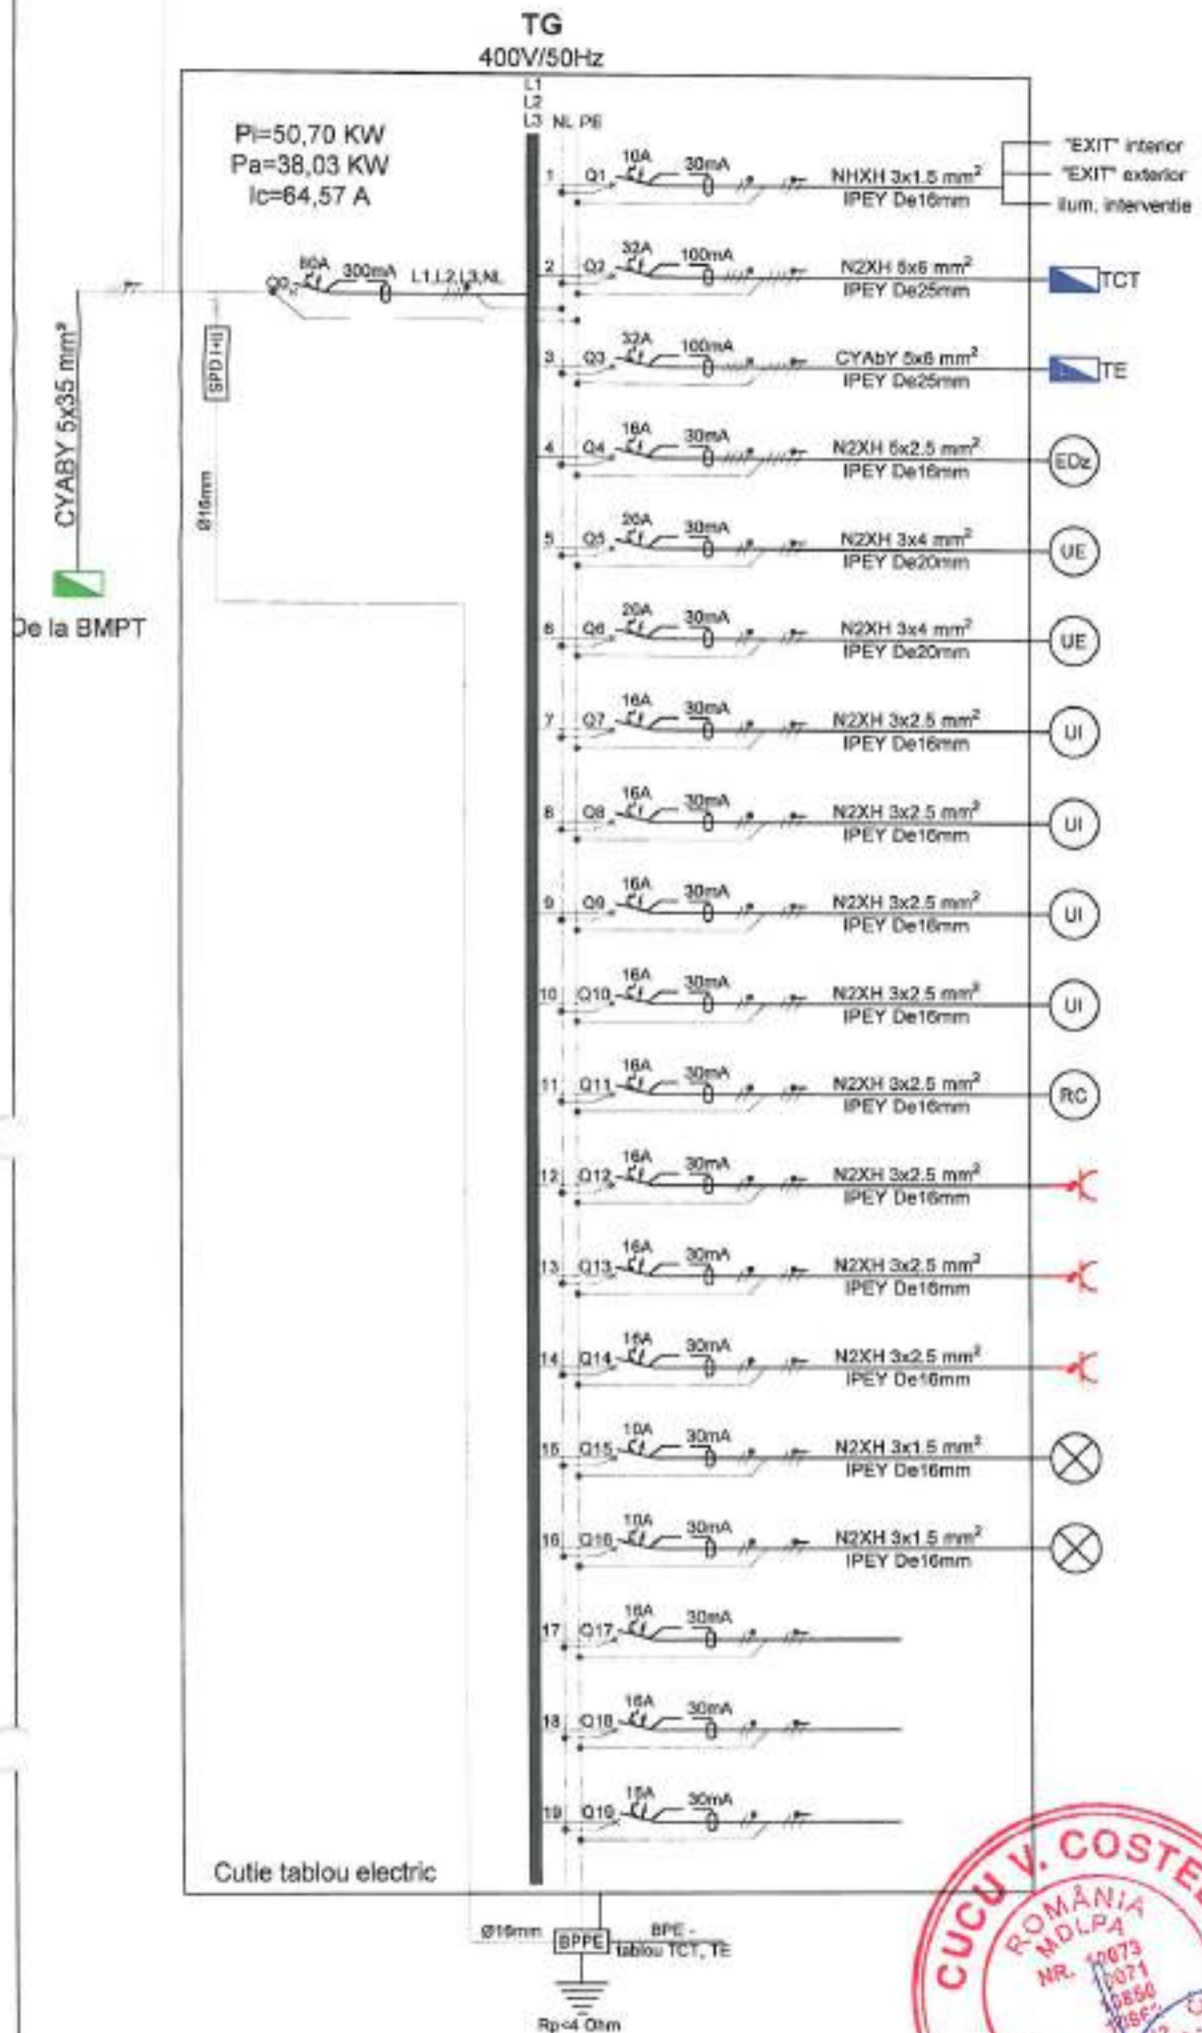 TG
400V/50Hz
L1
L2
L3 NL PE
Pi=50,70 KW
Pa=38,03 KW
Ic=64,57 A
80A 300mA L1,L2,L3,NL
SPD I+II
CYABY 5x35 mm²
Ø16mm
De la BMPT
1 Q1 10A 30mA NHXH 3x1.5 mm²
IPEY De16mm
"EXIT" interior
"EXIT" exterior
ilum. interventie
2 Q2 32A 100mA N2XH 5x6 mm²
IPEY De25mm
TCT
3 Q3 32A 100mA CYAbY 5x6 mm²
IPEY De25mm
TE
4 Q4 16A 30mA N2XH 5x2.5 mm²
IPEY De16mm
EDz
5 Q5 20A 30mA N2XH 3x4 mm²
IPEY De20mm
UE
6 Q6 20A 30mA N2XH 3x4 mm²
IPEY De20mm
UE
7 Q7 16A 30mA N2XH 3x2.5 mm²
IPEY De16mm
UI
8 Q8 16A 30mA N2XH 3x2.5 mm²
IPEY De16mm
UI
9 Q9 16A 30mA N2XH 3x2.5 mm²
IPEY De16mm
UI
10 Q10 16A 30mA N2XH 3x2.5 mm²
IPEY De16mm
UI
11 Q11 16A 30mA N2XH 3x2.5 mm²
IPEY De16mm
RC
12 Q12 16A 30mA N2XH 3x2.5 mm²
IPEY De16mm
13 Q13 16A 30mA N2XH 3x2.5 mm²
IPEY De16mm
14 Q14 16A 30mA N2XH 3x2.5 mm²
IPEY De16mm
15 Q15 10A 30mA N2XH 3x1.5 mm²
IPEY De16mm
16 Q16 10A 30mA N2XH 3x1.5 mm²
IPEY De16mm
17 Q17 16A 30mA
18 Q18 16A 30mA
19 Q19 16A 30mA
Cutie tablou electric
Ø16mm
BPPE
BPE -
tablou TCT, TE
Rp<4 Ohm
CUCU V. COSTE
ROMÂNIA
MDLPA
NR. 10073